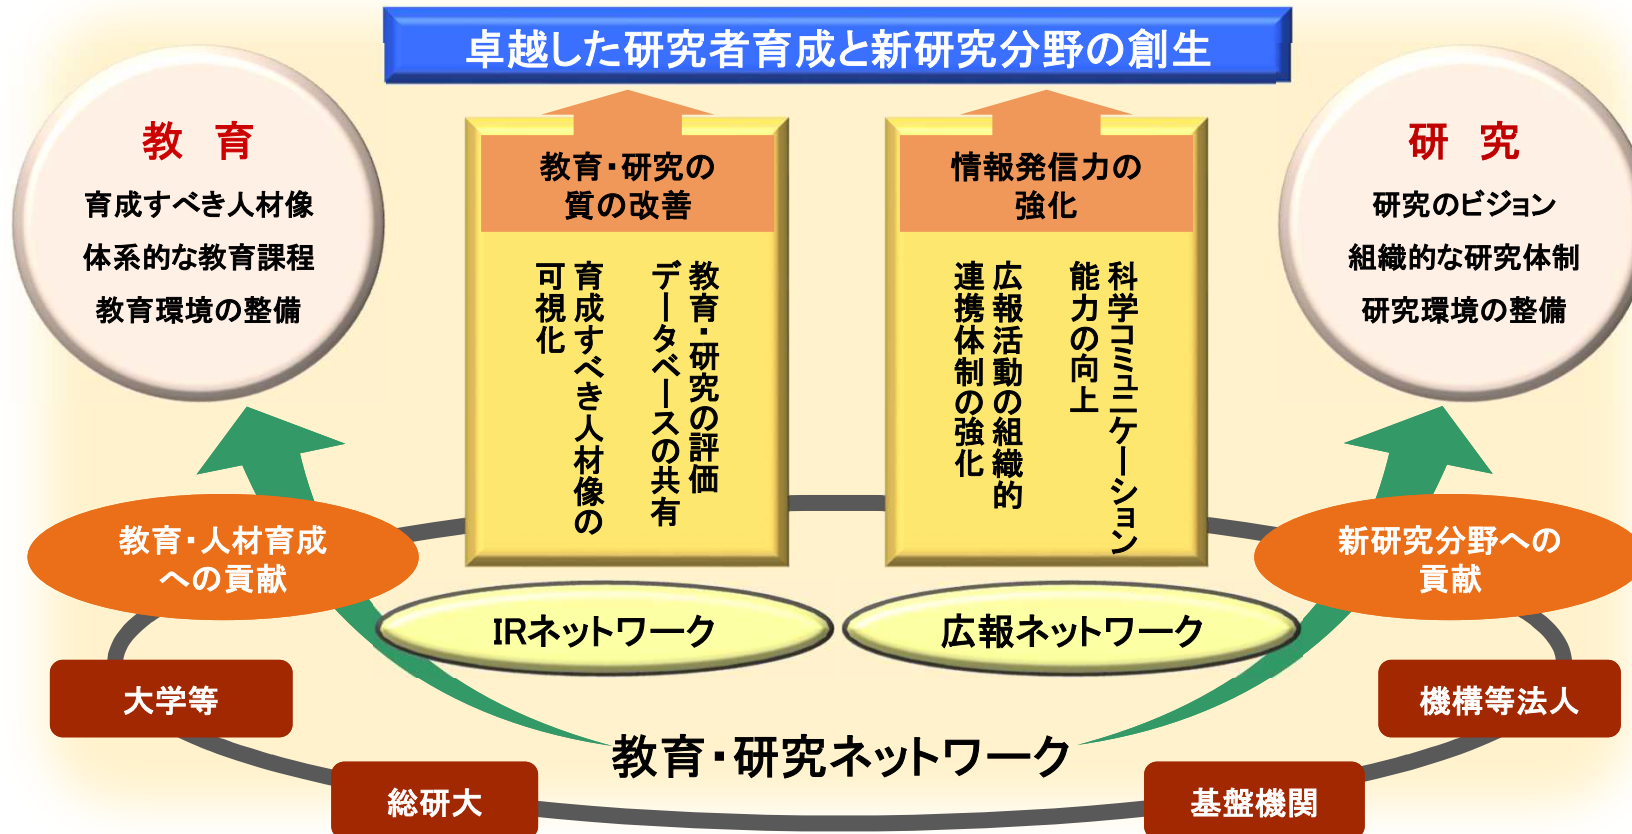 卓越した研究者育成と新研究分野の創生
教 育
育成すべき人材像
体系的な教育課程
教育環境の整備
教育・研究の
質の改善
教育・研究の評価
データベースの共有
育成すべき人材像の
可視化
情報発信力の
強化
科学コミュニケーション
能力の向上
広報活動の組織的
連携体制の強化
研 究
研究のビジョン
組織的な研究体制
研究環境の整備
教育・人材育成
への貢献
新研究分野への
貢献
IRネットワーク
広報ネットワーク
大学等
機構等法人
教育・研究ネットワーク
総研大
基盤機関